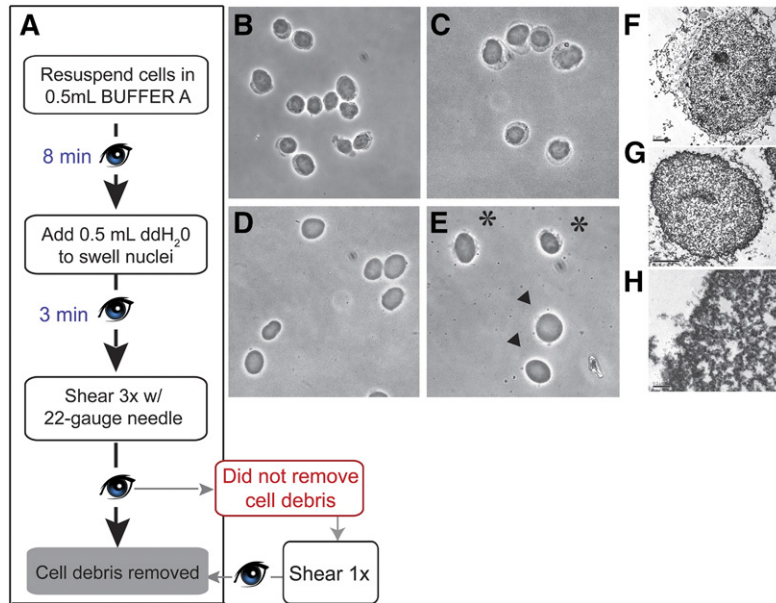 A
Resuspend cells in
0.5mL BUFFER A
8 min
Add 0.5 mL ddH₂0
to swell nuclei
3 min
Shear 3x w/
22-gauge needle
Did not remove
cell debris
Cell debris removed
Shear 1x
B
C
D
E
* *
F
G
H